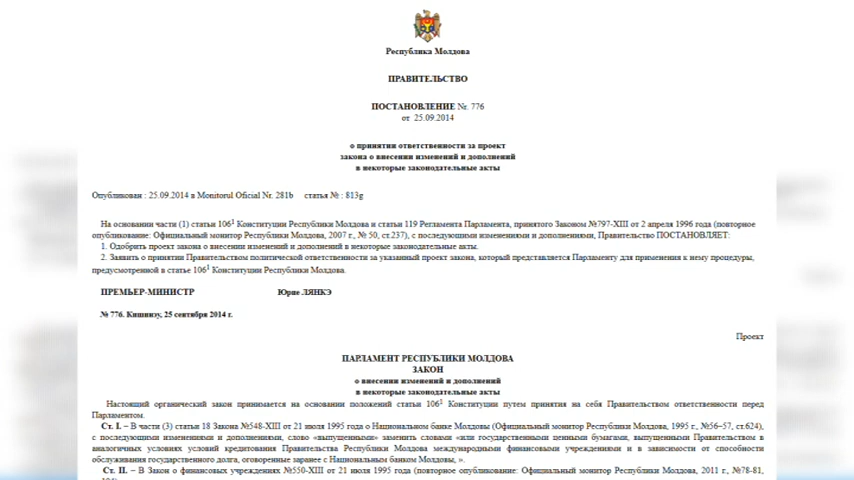 Республика Молдова
ПРАВИТЕЛЬСТВО
ПОСТАНОВЛЕНИЕ Nr. 776
от 25.09.2014
о принятии ответственности за проект
закона о внесении изменений и дополнений
в некоторые законодательные акты
Опубликован : 25.09.2014 в Monitorul Oficial Nr. 281b статья № : 813g
На основании части (1) статьи 106¹ Конституции Республики Молдова и статьи 119 Регламента Парламента, принятого Законом №797-XIII от 2 апреля 1996 года (повторное
опубликование: Официальный монитор Республики Молдова, 2007 г., № 50, ст.237), с последующими изменениями и дополнениями, Правительство ПОСТАНОВЛЯЕТ:
1. Одобрить проект закона о внесении изменений и дополнений в некоторые законодательные акты.
2. Заявить о принятии Правительством политической ответственности за указанный проект закона, который представляется Парламенту для применения к нему процедуры,
предусмотренной в статье 106¹ Конституции Республики Молдова.
ПРЕМЬЕР-МИНИСТР Юрие ЛЯНКЭ
№ 776. Кишинэу, 25 сентября 2014 г.
Проект
ПАРЛАМЕНТ РЕСПУБЛИКИ МОЛДОВА
ЗАКОН
о внесении изменений и дополнений
в некоторые законодательные акты
Настоящий органический закон принимается на основании положений статьи 106¹ Конституции путем принятия на себя Правительством ответственности перед
Парламентом.
Ст. I. – В части (3) статьи 18 Закона №548-XIII от 21 июля 1995 года о Национальном банке Молдовы (Официальный монитор Республики Молдова, 1995 г., №56–57, ст.624),
с последующими изменениями и дополнениями, слово «выпущенными» заменить словами «или государственными ценными бумагами, выпущенными Правительством в
аналогичных условиях условий кредитования Правительства Республики Молдова международными финансовыми учреждениями и в зависимости от способности
обслуживания государственного долга, оговоренные заранее с Национальным банком Молдовы, ».
Ст. II. – В Закон о финансовых учреждениях №550-XIII от 21 июля 1995 года (повторное опубликование: Официальный монитор Республики Молдова, 2011 г., №78-81,